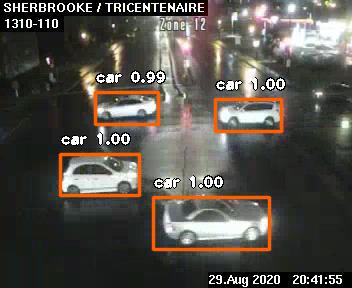 SHERBROOKE / TRICENTENAIRE
1310-110
Zone 12
car 0.99
car 1.00
car 1.00
car 1.00
29.Aug 2020 20:41:55